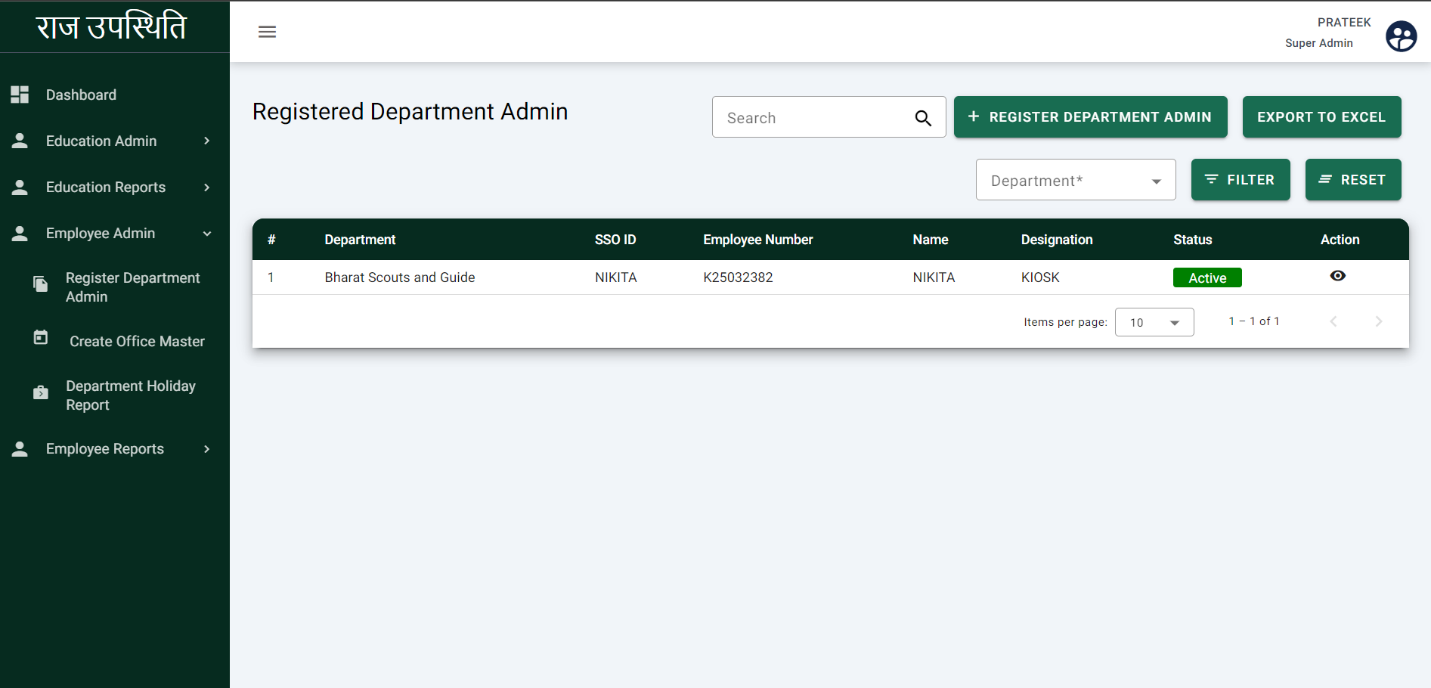 राज उपस्थिति
PRATEEK
Super Admin
Dashboard
Education Admin
Education Reports
Employee Admin
Register Department
Admin
Create Office Master
Department Holiday
Report
Employee Reports
Registered Department Admin
Search
+ REGISTER DEPARTMENT ADMIN
EXPORT TO EXCEL
Department*
FILTER
RESET
# Department SSO ID Employee Number Name Designation Status Action
1 Bharat Scouts and Guide NIKITA K25032382 NIKITA KIOSK Active
Items per page: 10 1 – 1 of 1